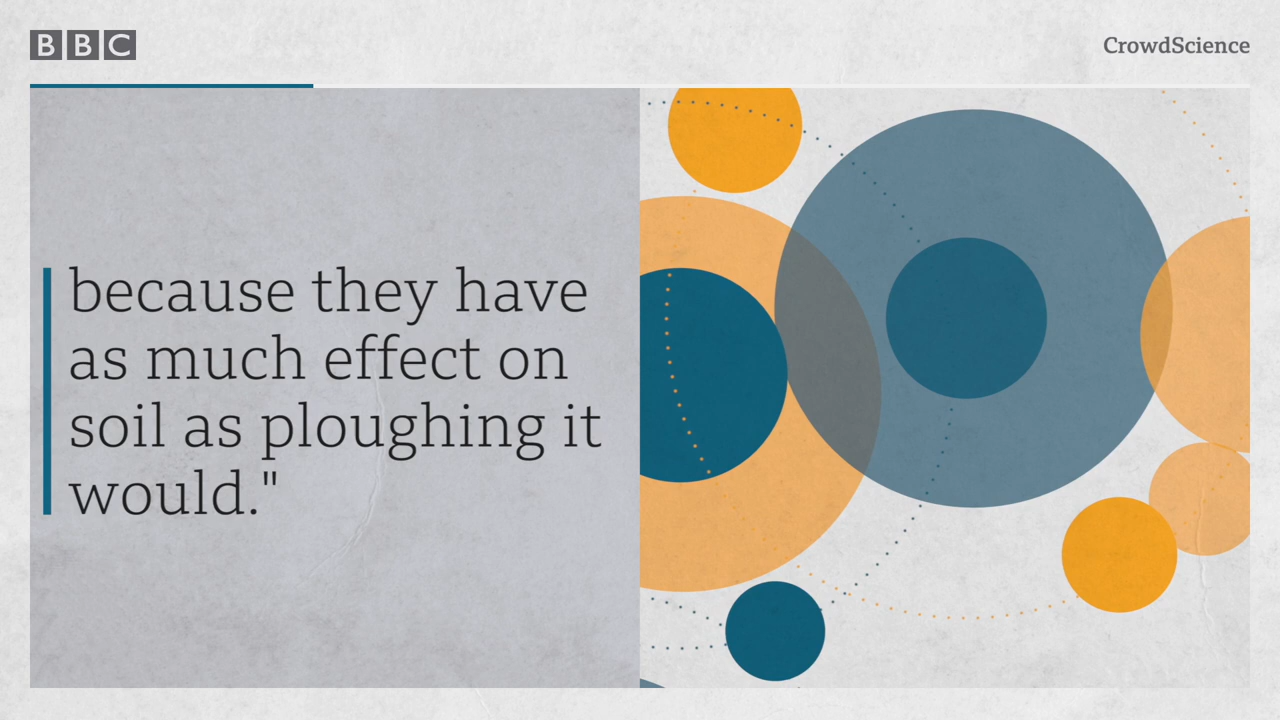 BBC
CrowdScience
because they have
as much effect on
soil as ploughing it
would."